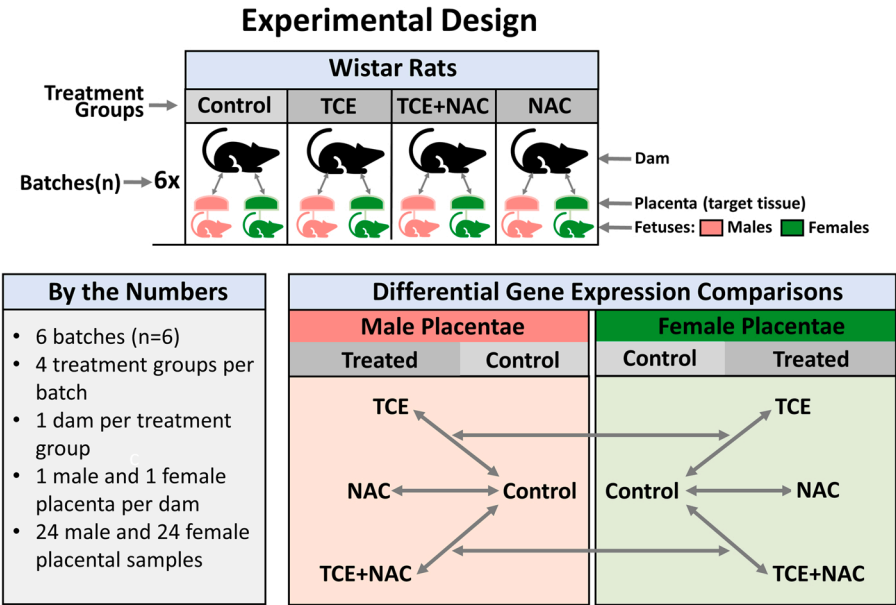 Experimental Design
Wistar Rats
Treatment
Groups
Control TCE TCE+NAC NAC
Dam
Batches(n) 6x
Placenta (target tissue)
Fetuses: Males Females
By the Numbers
• 6 batches (n=6)
• 4 treatment groups per
batch
• 1 dam per treatment
group
c
• 1 male and 1 female
placenta per dam
• 24 male and 24 female
placental samples
Differential Gene Expression Comparisons
Male Placentae Female Placentae
Treated Control Control Treated
TCE TCE
NAC Control Control NAC
TCE+NAC TCE+NAC